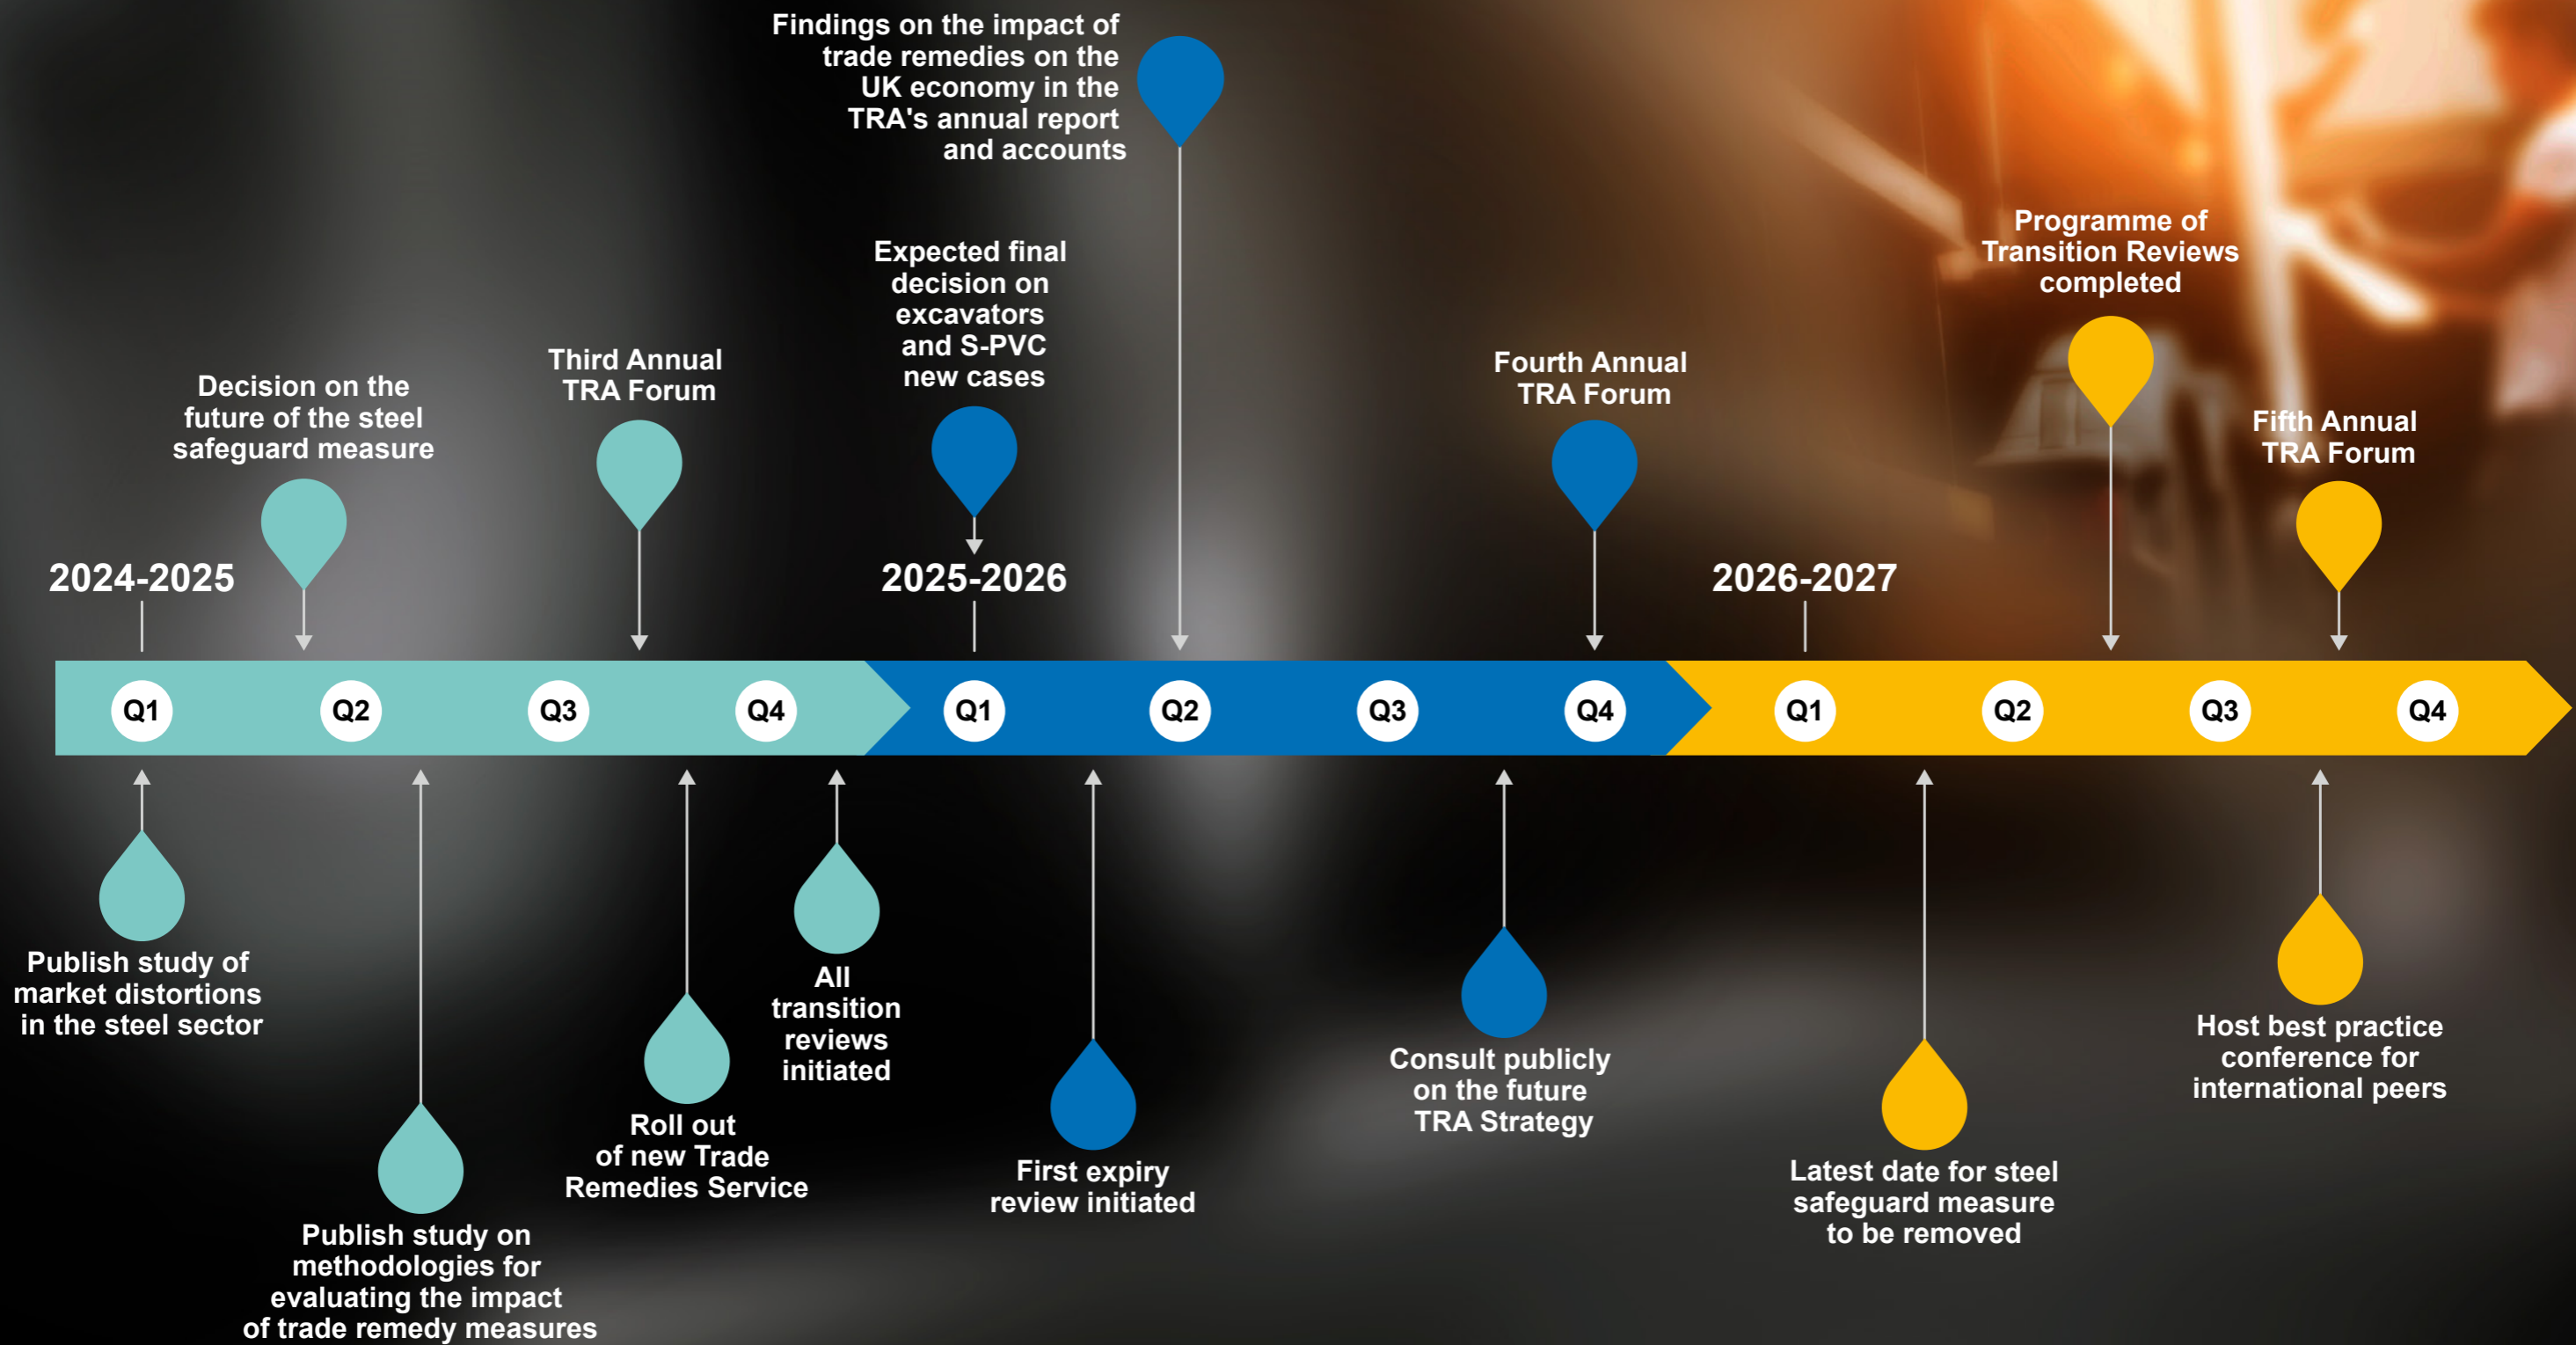 Findings on the impact of
trade remedies on the
UK economy in the
TRA's annual report
and accounts
Programme of
Transition Reviews
completed
Expected final
decision on
excavators
and S-PVC
new cases
Third Annual
TRA Forum
Fourth Annual
TRA Forum
Decision on the
future of the steel
safeguard measure
Fifth Annual
TRA Forum
2024-2025
2025-2026
2026-2027
Q1
Q2
Q3
Q4
Q1
Q2
Q3
Q4
Q1
Q2
Q3
Q4
Publish study of
market distortions
in the steel sector
Publish study on
methodologies for
evaluating the impact
of trade remedy measures
Roll out
of new Trade
Remedies Service
All
transition
reviews
initiated
First expiry
review initiated
Consult publicly
on the future
TRA Strategy
Latest date for steel
safeguard measure
to be removed
Host best practice
conference for
international peers